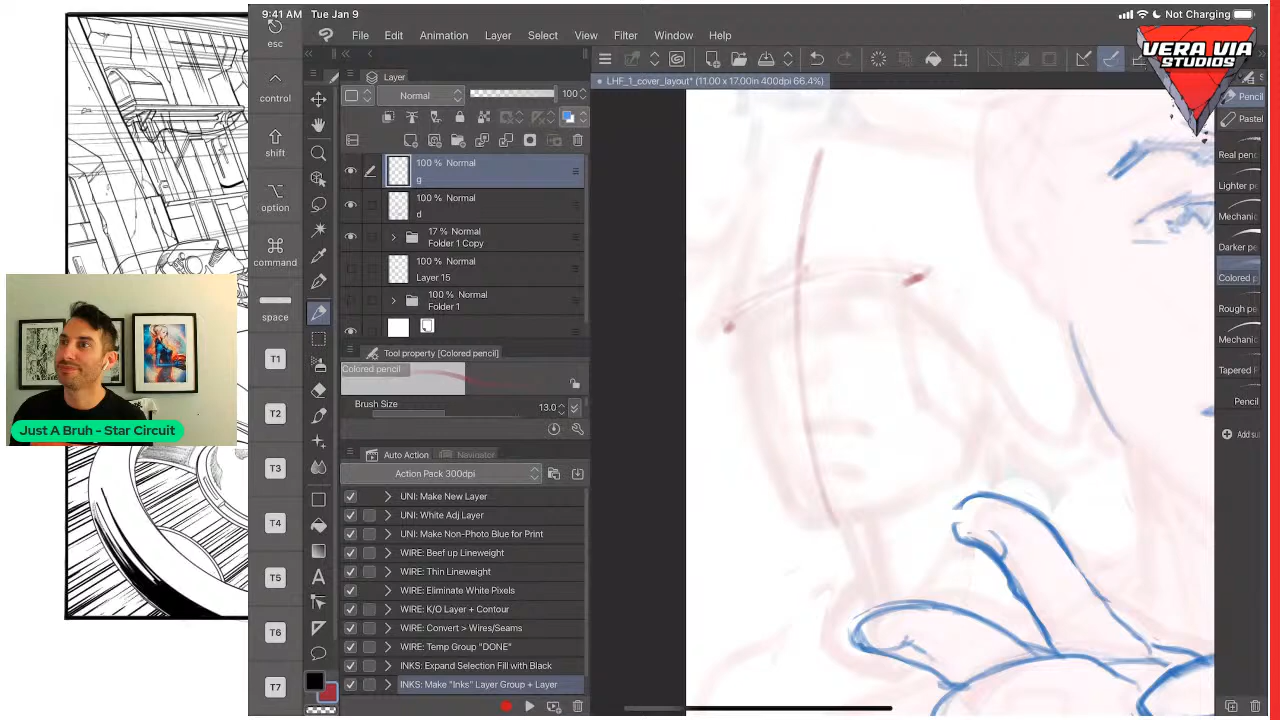 9:41 AM Tue Jan 9
Not Charging
esc
File Edit Animation Layer Select View Filter Window Help
VERA VIA
STUDIOS
control
Layer
LHF_1_cover_layout* (11.00 x 17.00in 400dpi 66.4%)
Normal
100
Pencil
Pastel
shift
100 % Normal
g
Real pen
Lighter pe
option
100 % Normal
d
Mechanic
17 % Normal
Folder 1 Copy
Darker pe
command
100 % Normal
Layer 15
Colored p
space
100 % Normal
Folder 1
Rough pe
Mechanic
T1
Tool property [Colored pencil]
Colored pencil
Tapered P
Pencil
T2
Brush Size
13.0
Just A Bruh - Star Circuit
Add su
Auto Action
Navigator
T3
Action Pack 300dpi
UNI: Make New Layer
UNI: White Adj Layer
T4
UNI: Make Non-Photo Blue for Print
WIRE: Beef up Lineweight
WIRE: Thin Lineweight
T5
WIRE: Eliminate White Pixels
WIRE: K/O Layer + Contour
WIRE: Convert > Wires/Seams
T6
WIRE: Temp Group "DONE"
INKS: Expand Selection Fill with Black
INKS: Make "Inks" Layer Group + Layer
T7